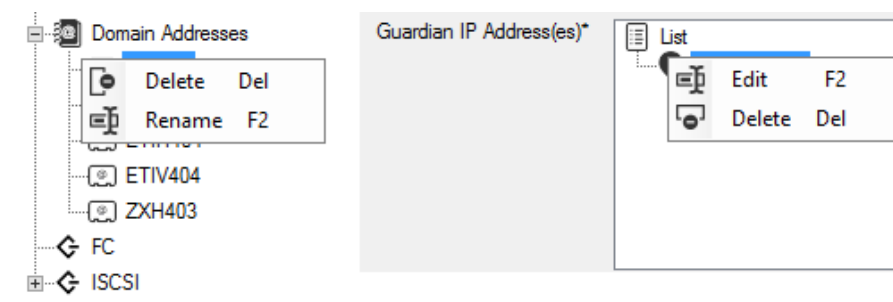 Domain Addresses
Delete Del
Rename F2
ETIV404
ZXH403
FC
ISCSI
Guardian IP Address(es)*
List
Edit F2
Delete Del